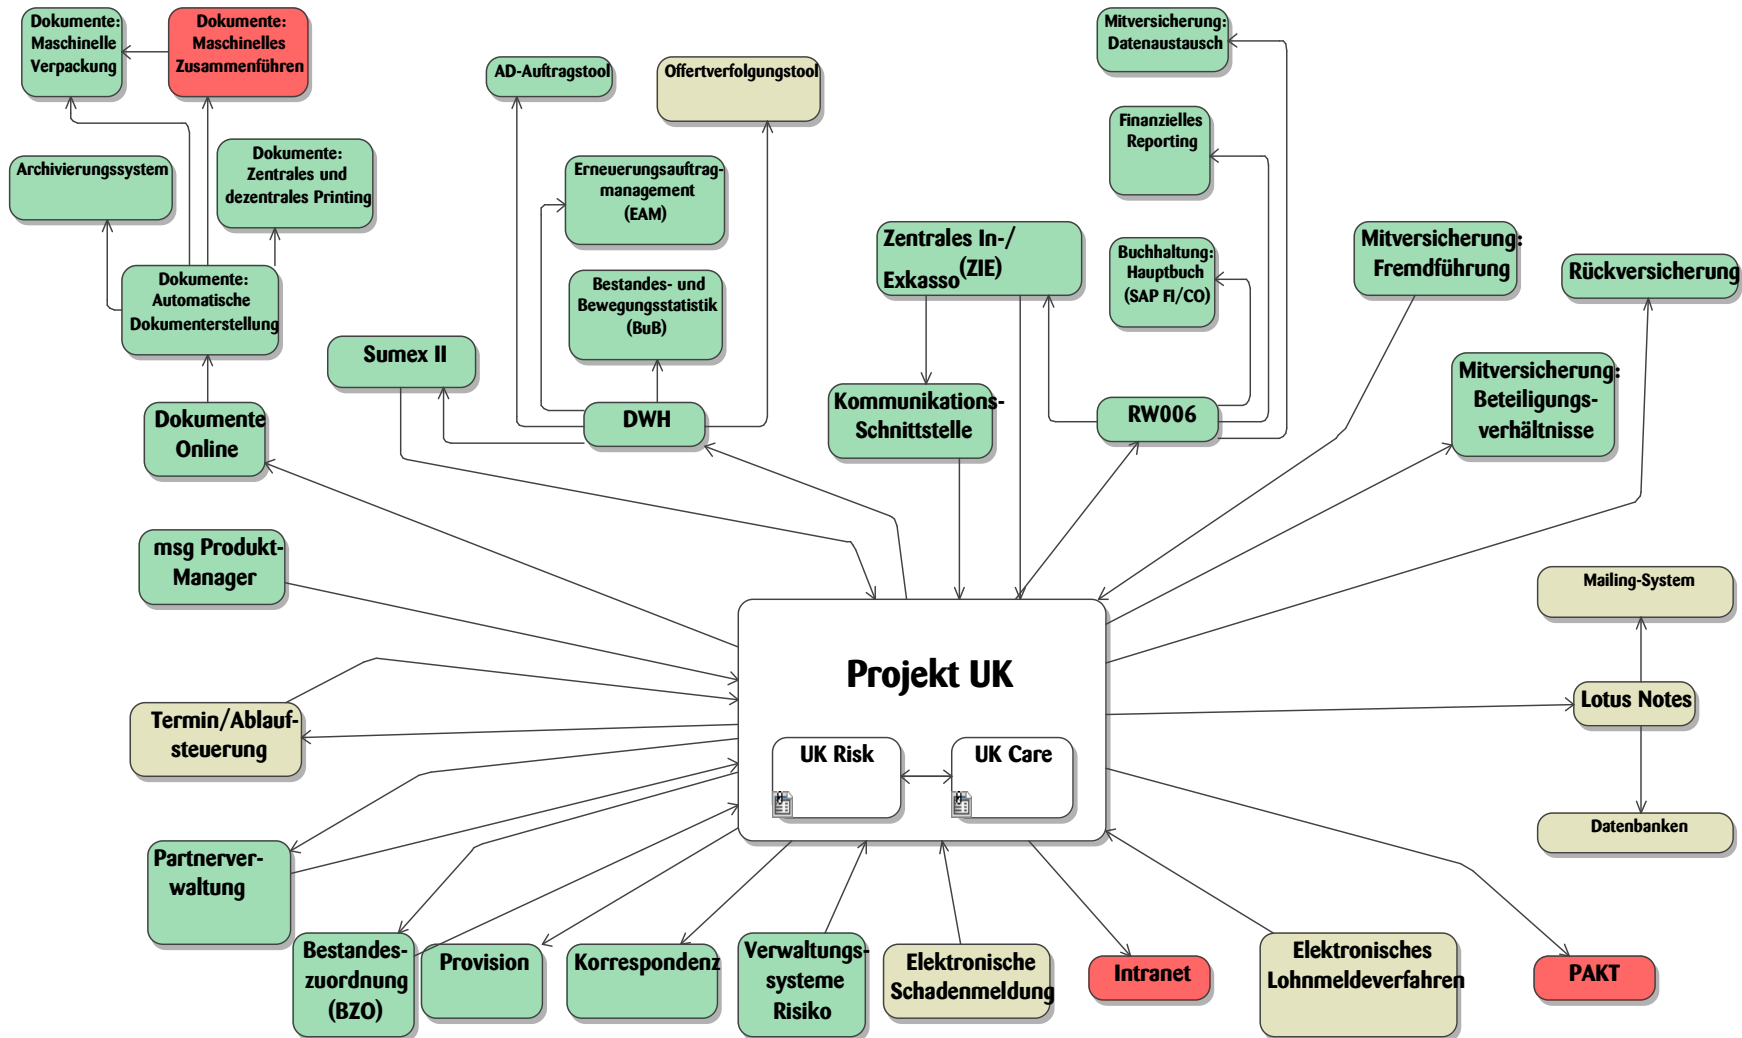 Dokumente:
Maschinelle
Verpackung
Dokumente:
Maschinelles
Zusammenführen
Mitversicherung:
Datenaustausch
AD-Auftragstool
Offertverfolgungstool
Finanzielles
Reporting
Archivierungssystem
Dokumente:
Zentrales und
dezentrales Printing
Erneuerungsauftrag-
management
(EAM)
Zentrales In-/
Exkasso (ZIE)
Buchhaltung:
Hauptbuch
(SAP FI/CO)
Mitversicherung:
Fremdführung
Rückversicherung
Dokumente:
Automatische
Dokumenterstellung
Bestandes- und
Bewegungsstatistik
(BuB)
Sumex II
Mitversicherung:
Beteiligungs-
verhältnisse
Dokumente
Online
DWH
Kommunikations-
Schnittstelle
RW006
msg Produkt-
Manager
Mailing-System
Projekt UK
Termin/Ablauf-
steuerung
Lotus Notes
UK Risk
UK Care
Datenbanken
Partnerver-
waltung
Bestandes-
zuordnung
(BZO)
Provision
Korrespondenz
Verwaltungs-
systeme
Risiko
Elektronische
Schadenmeldung
Intranet
Elektronisches
Lohnmeldeverfahren
PAKT